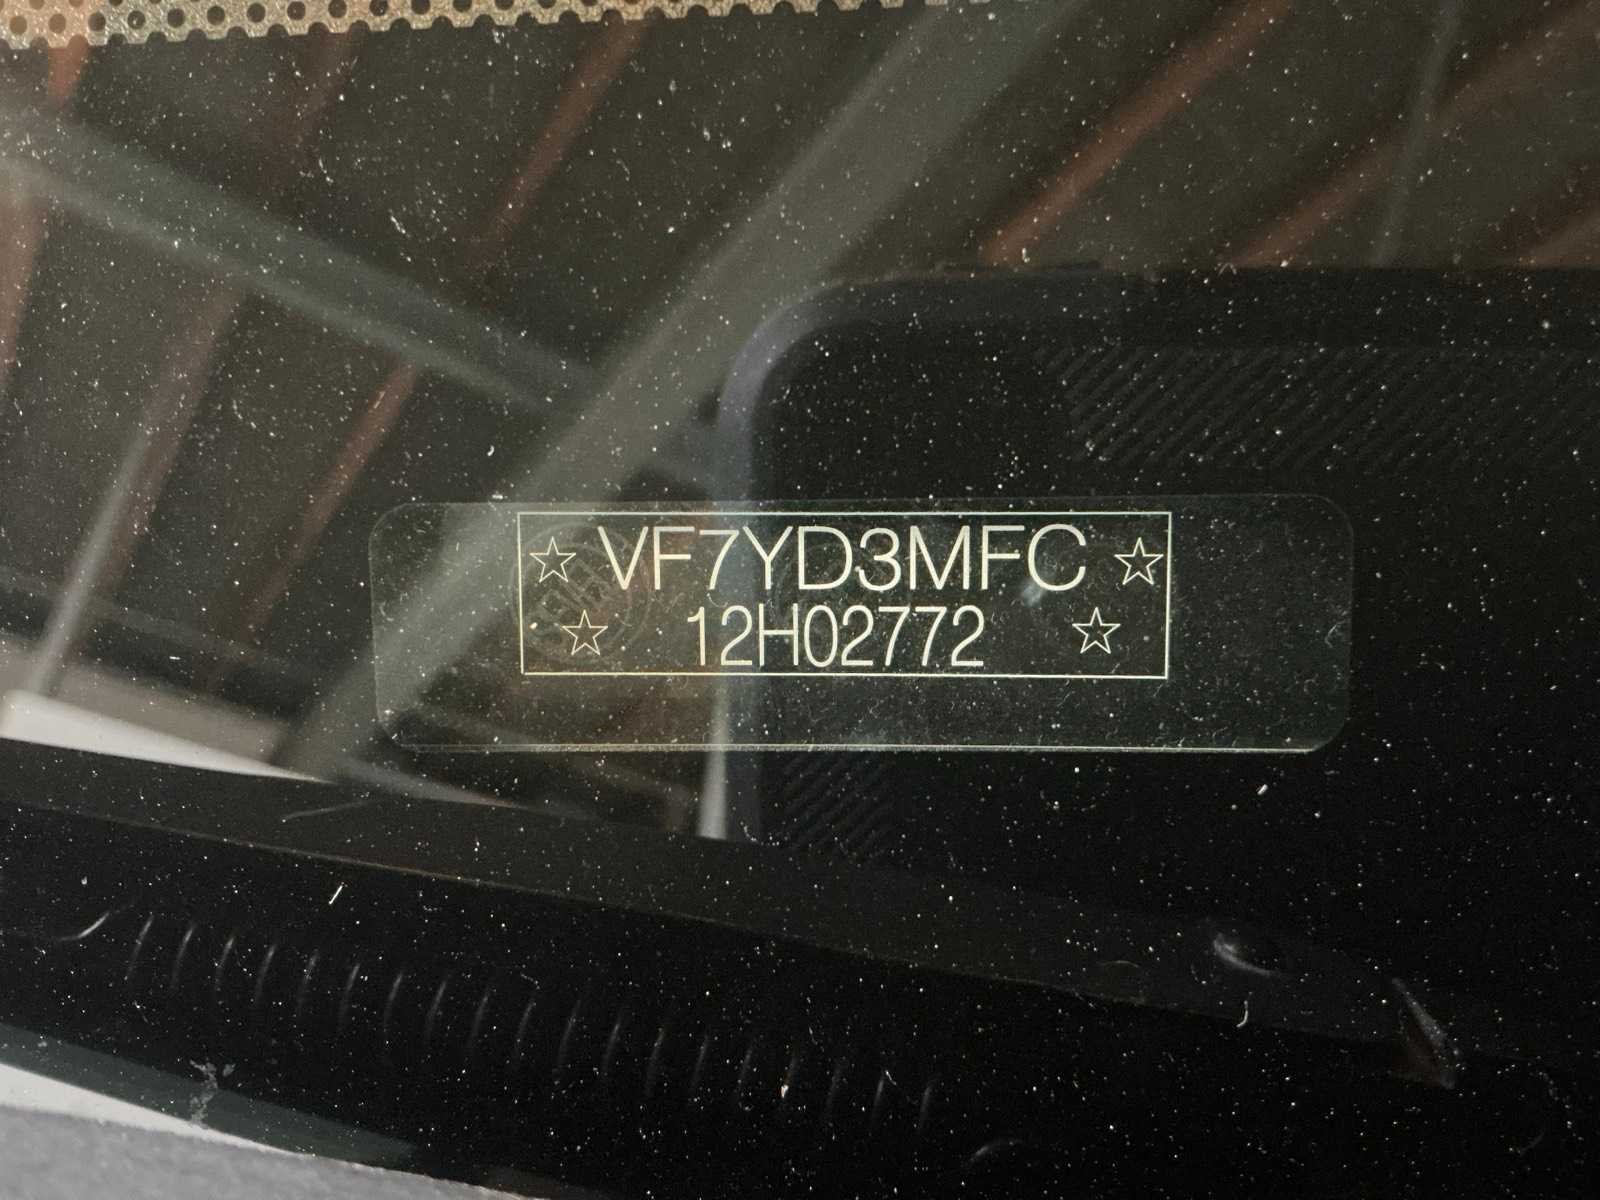 ☆ VF7YD3MFC ☆
☆ 12H02772 ☆